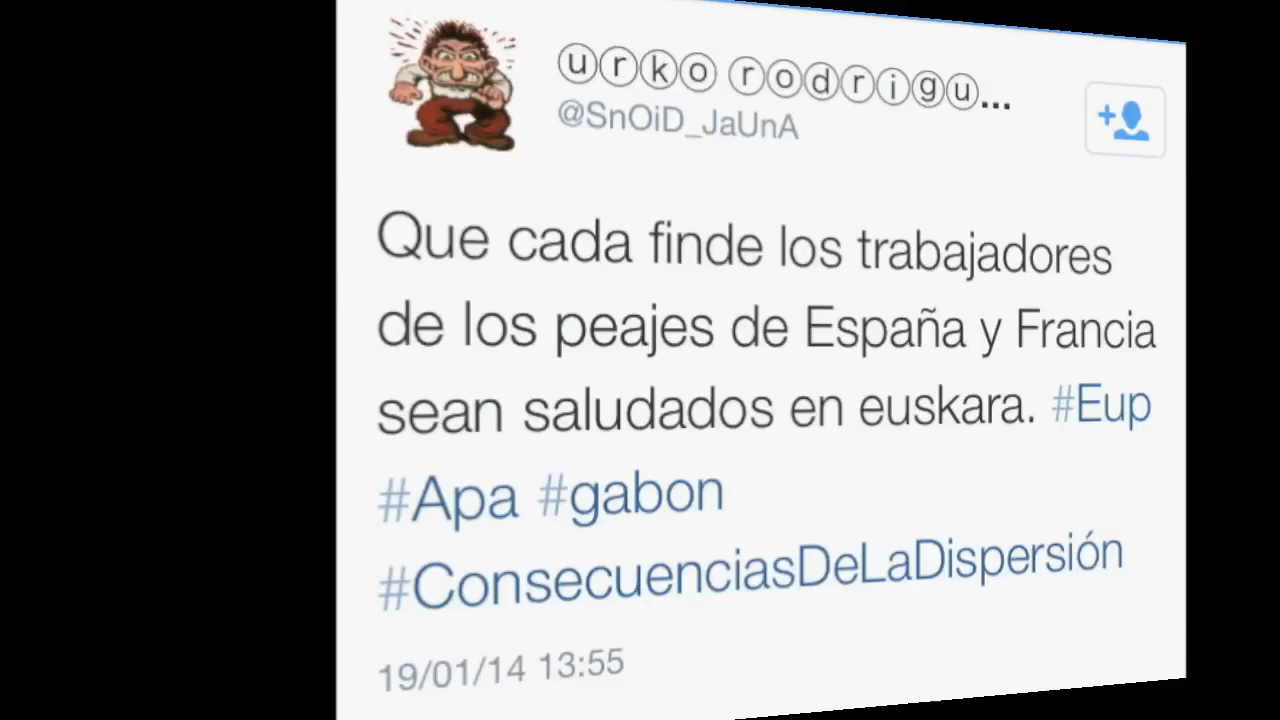 ⓤⓡⓚⓞ ⓡⓞⓓⓡⓘⓖⓤ...
@SnOiD_JaUnA
Que cada finde los trabajadores
de los peajes de España y Francia
sean saludados en euskara. #Eup
#Apa #gabon
#ConsecuenciasDeLaDispersión
19/01/14 13:55